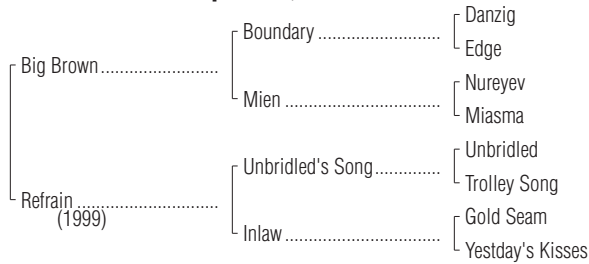 Danzig
Boundary ..............................
Edge
Big Brown.............................
Nureyev
Mien ......................................
Miasma
Unbridled
Unbridled's Song................
Trolley Song
Refrain ...................................
(1999)
Gold Seam
Inlaw ......................................
Yestday's Kisses